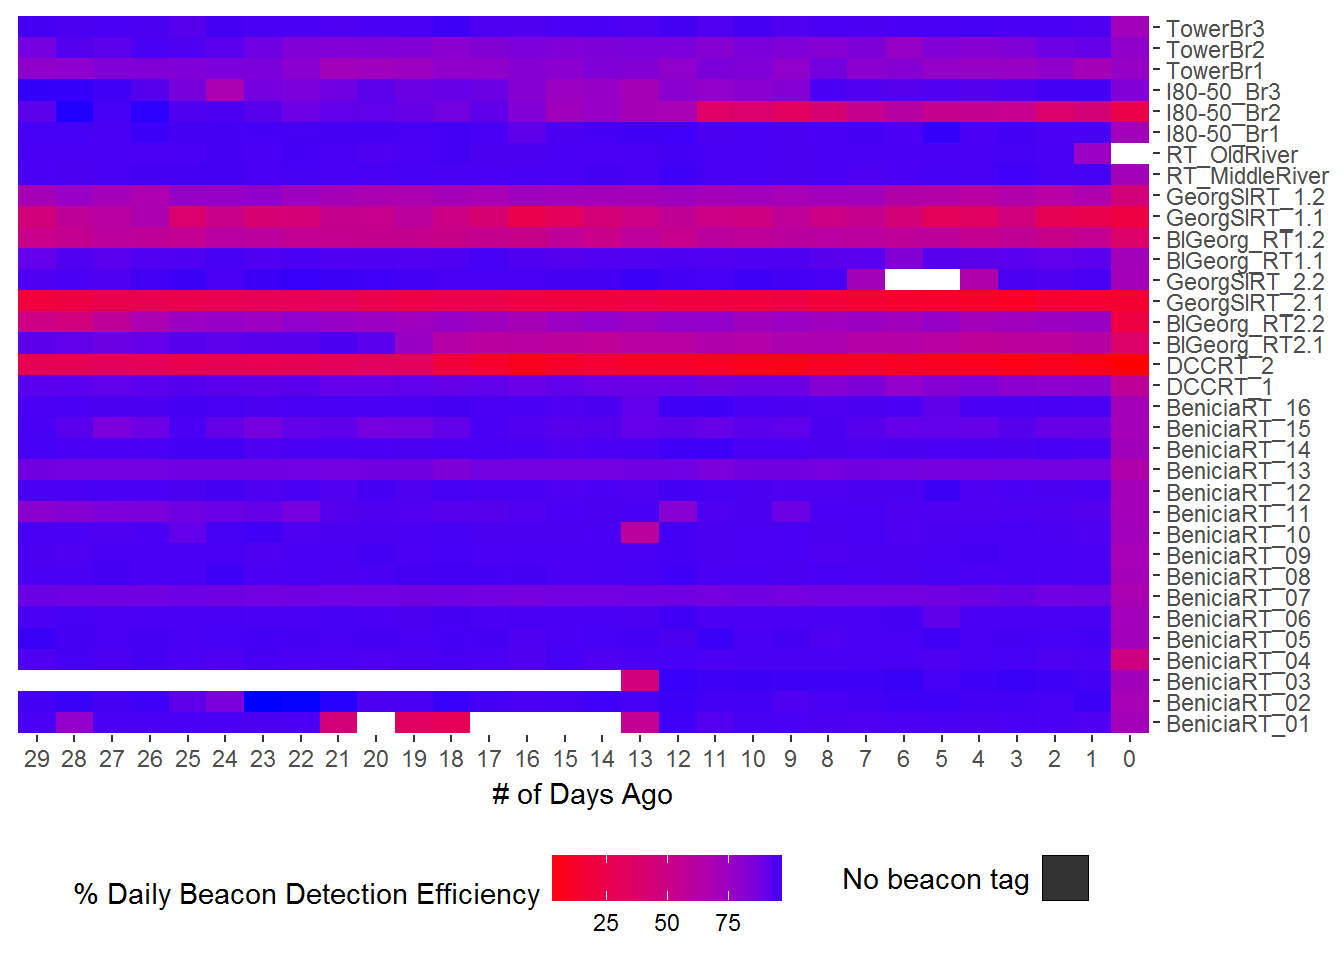 TowerBr3
TowerBr2
TowerBr1
I80-50_Br3
I80-50_Br2
I80-50_Br1
RT_OldRiver
RT_MiddleRiver
GeorgSlRT_1.2
GeorgSlRT_1.1
BlGeorg_RT1.2
BlGeorg_RT1.1
GeorgSlRT_2.2
GeorgSlRT_2.1
BlGeorg_RT2.2
BlGeorg_RT2.1
DCCRT_2
DCCRT_1
BeniciaRT_16
BeniciaRT_15
BeniciaRT_14
BeniciaRT_13
BeniciaRT_12
BeniciaRT_11
BeniciaRT_10
BeniciaRT_09
BeniciaRT_08
BeniciaRT_07
BeniciaRT_06
BeniciaRT_05
BeniciaRT_04
BeniciaRT_03
BeniciaRT_02
BeniciaRT_01
29 28 27 26 25 24 23 22 21 20 19 18 17 16 15 14 13 12 11 10 9 8 7 6 5 4 3 2 1 0
# of Days Ago
% Daily Beacon Detection Efficiency
25 50 75
No beacon tag